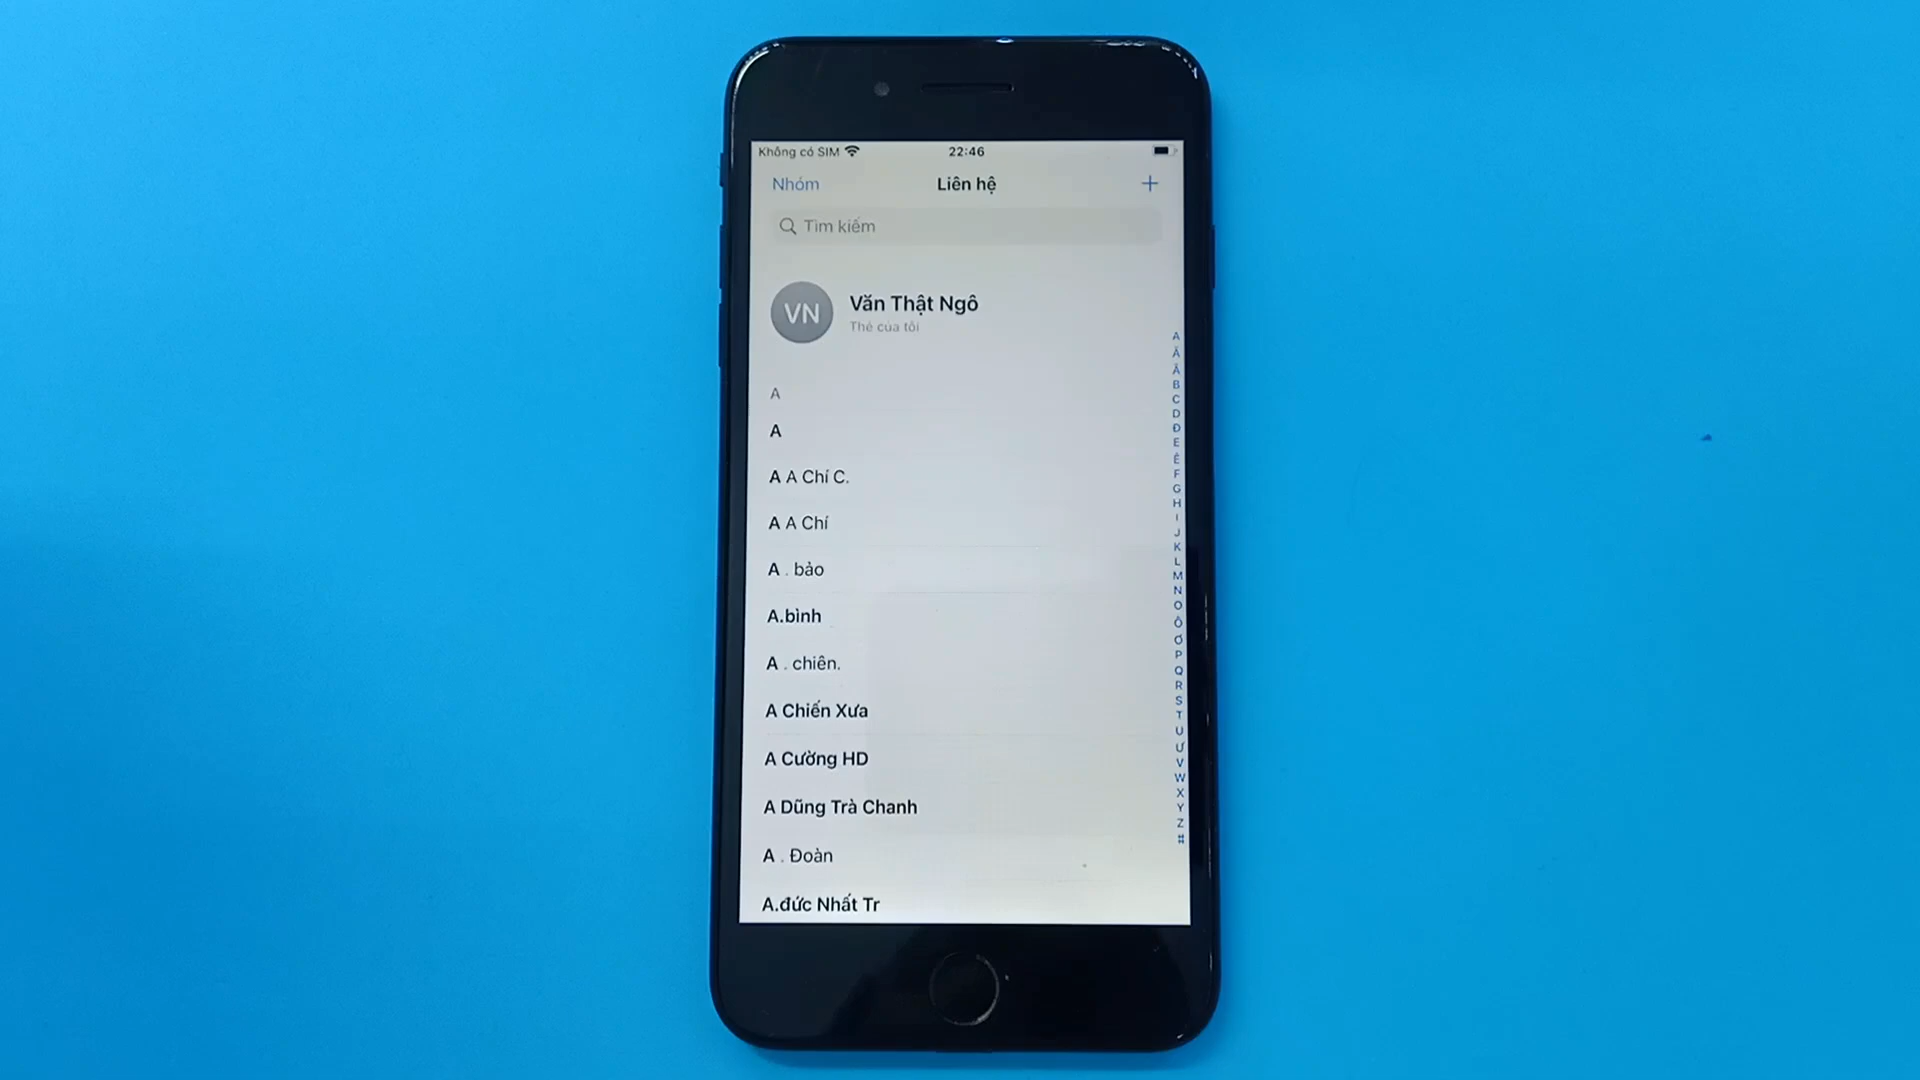 Không có SIM 22:46
Nhóm Liên hệ +
Tìm kiếm
VN
Văn Thật Ngô
Thẻ của tôi
A
A
A A Chí C.
A A Chí
A . bảo
A.bình
A . chiên.
A Chiến Xưa
A Cường HD
A Dũng Trà Chanh
A . Đoàn
A.đức Nhất Tr
A
Ă
Â
B
C
D
Đ
E
Ê
F
G
H
I
J
K
L
M
N
O
Ô
Ơ
P
Q
R
S
T
U
Ư
V
W
X
Y
Z
#